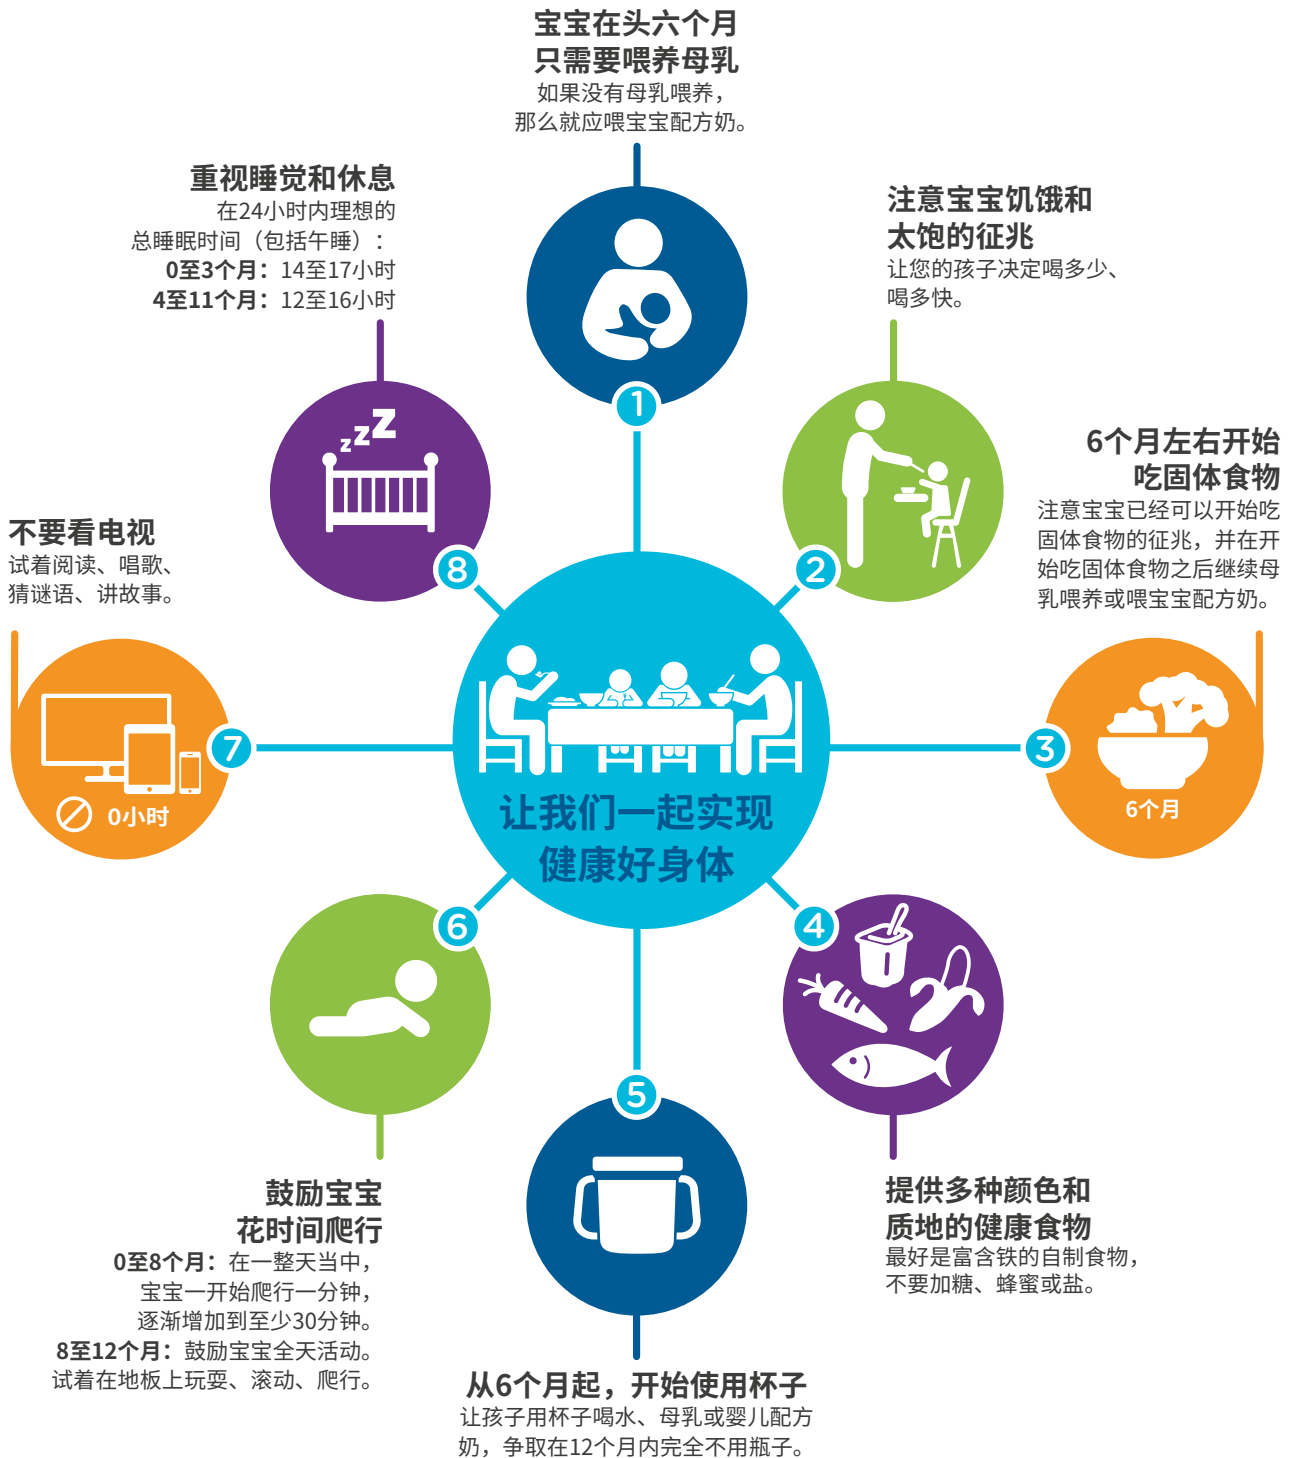 宝宝在头六个月
只需要喂养母乳
如果没有母乳喂养，
那么就应喂宝宝配方奶。
1
注意宝宝饥饿和
太饱的征兆
让您的孩子决定喝多少、
喝多快。
2
6个月左右开始
吃固体食物
注意宝宝已经可以开始吃
固体食物的征兆，并在开
始吃固体食物之后继续母
乳喂养或喂宝宝配方奶。
3
6个月
4
提供多种颜色和
质地的健康食物
最好是富含铁的自制食物，
不要加糖、蜂蜜或盐。
5
从6个月起，开始使用杯子
让孩子用杯子喝水、母乳或婴儿配方
奶，争取在12个月内完全不用瓶子。
6
鼓励宝宝
花时间爬行
0至8个月：在一整天当中，
宝宝一开始爬行一分钟，
逐渐增加到至少30分钟。
8至12个月：鼓励宝宝全天活动。
试着在地板上玩耍、滚动、爬行。
不要看电视
试着阅读、唱歌、
猜谜语、讲故事。
7
0小时
重视睡觉和休息
在24小时内理想的
总睡眠时间（包括午睡）：
0至3个月：14至17小时
4至11个月：12至16小时
zzZ
8
让我们一起实现
健康好身体